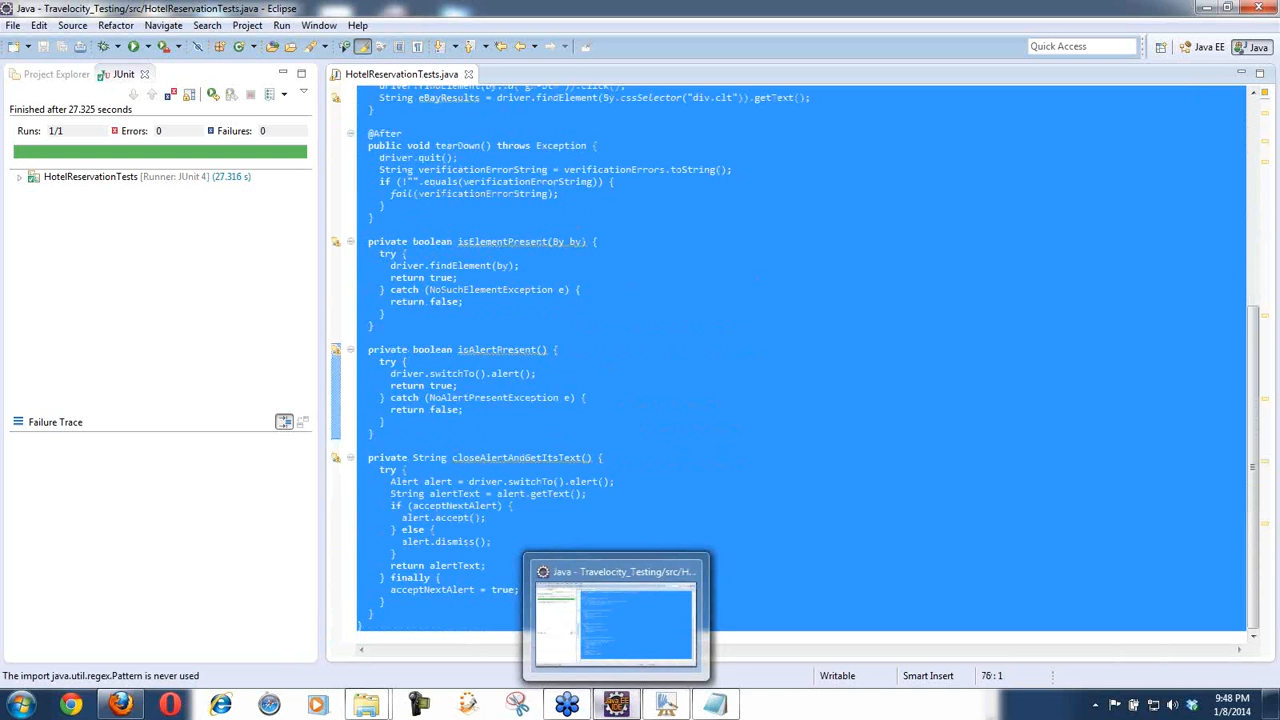 Java - Travelocity_Testing/src/HotelReservationTests.java - Eclipse
File Edit Source Refactor Navigate Search Project Run Window Help
Quick Access
Java EE
Java
Project Explorer
JUnit
HotelReservationTests.java
Finished after 27.325 seconds
Runs: 1/1
Errors: 0
Failures: 0
HotelReservationTests [Runner: JUnit 4] (27.316 s)
Failure Trace
String eBayResults = driver.findElement(By.cssSelector("div.clt")).getText();
}
@After
public void tearDown() throws Exception {
driver.quit();
String verificationErrorString = verificationErrors.toString();
if (!"".equals(verificationErrorString)) {
fail(verificationErrorString);
}
}
private boolean isElementPresent(By by) {
try {
driver.findElement(by);
return true;
} catch (NoSuchElementException e) {
return false;
}
}
private boolean isAlertPresent() {
try {
driver.switchTo().alert();
return true;
} catch (NoAlertPresentException e) {
return false;
}
}
private String closeAlertAndGetItsText() {
try {
Alert alert = driver.switchTo().alert();
String alertText = alert.getText();
if (acceptNextAlert) {
alert.accept();
} else {
alert.dismiss();
}
return alertText;
} finally {
acceptNextAlert = true;
}
}
}
Java - Travelocity_Testing/src/H...
The import java.util.regex.Pattern is never used
Writable
Smart Insert
76 : 1
Java EE
IDE
9:48 PM
1/8/2014